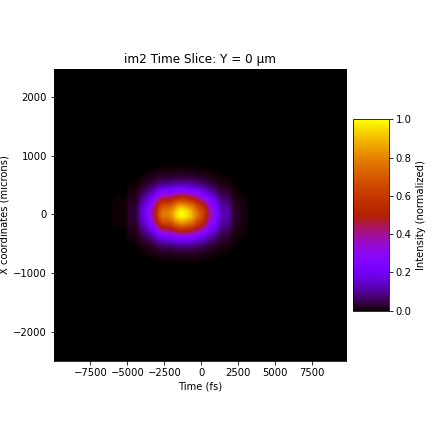 im2 Time Slice: Y = 0 μm
2000
1000
0
−1000
−2000
X coordinates (microns)
−7500 −5000 −2500 0 2500 5000 7500
Time (fs)
1.0
0.8
0.6
0.4
0.2
0.0
Intensity (normalized)